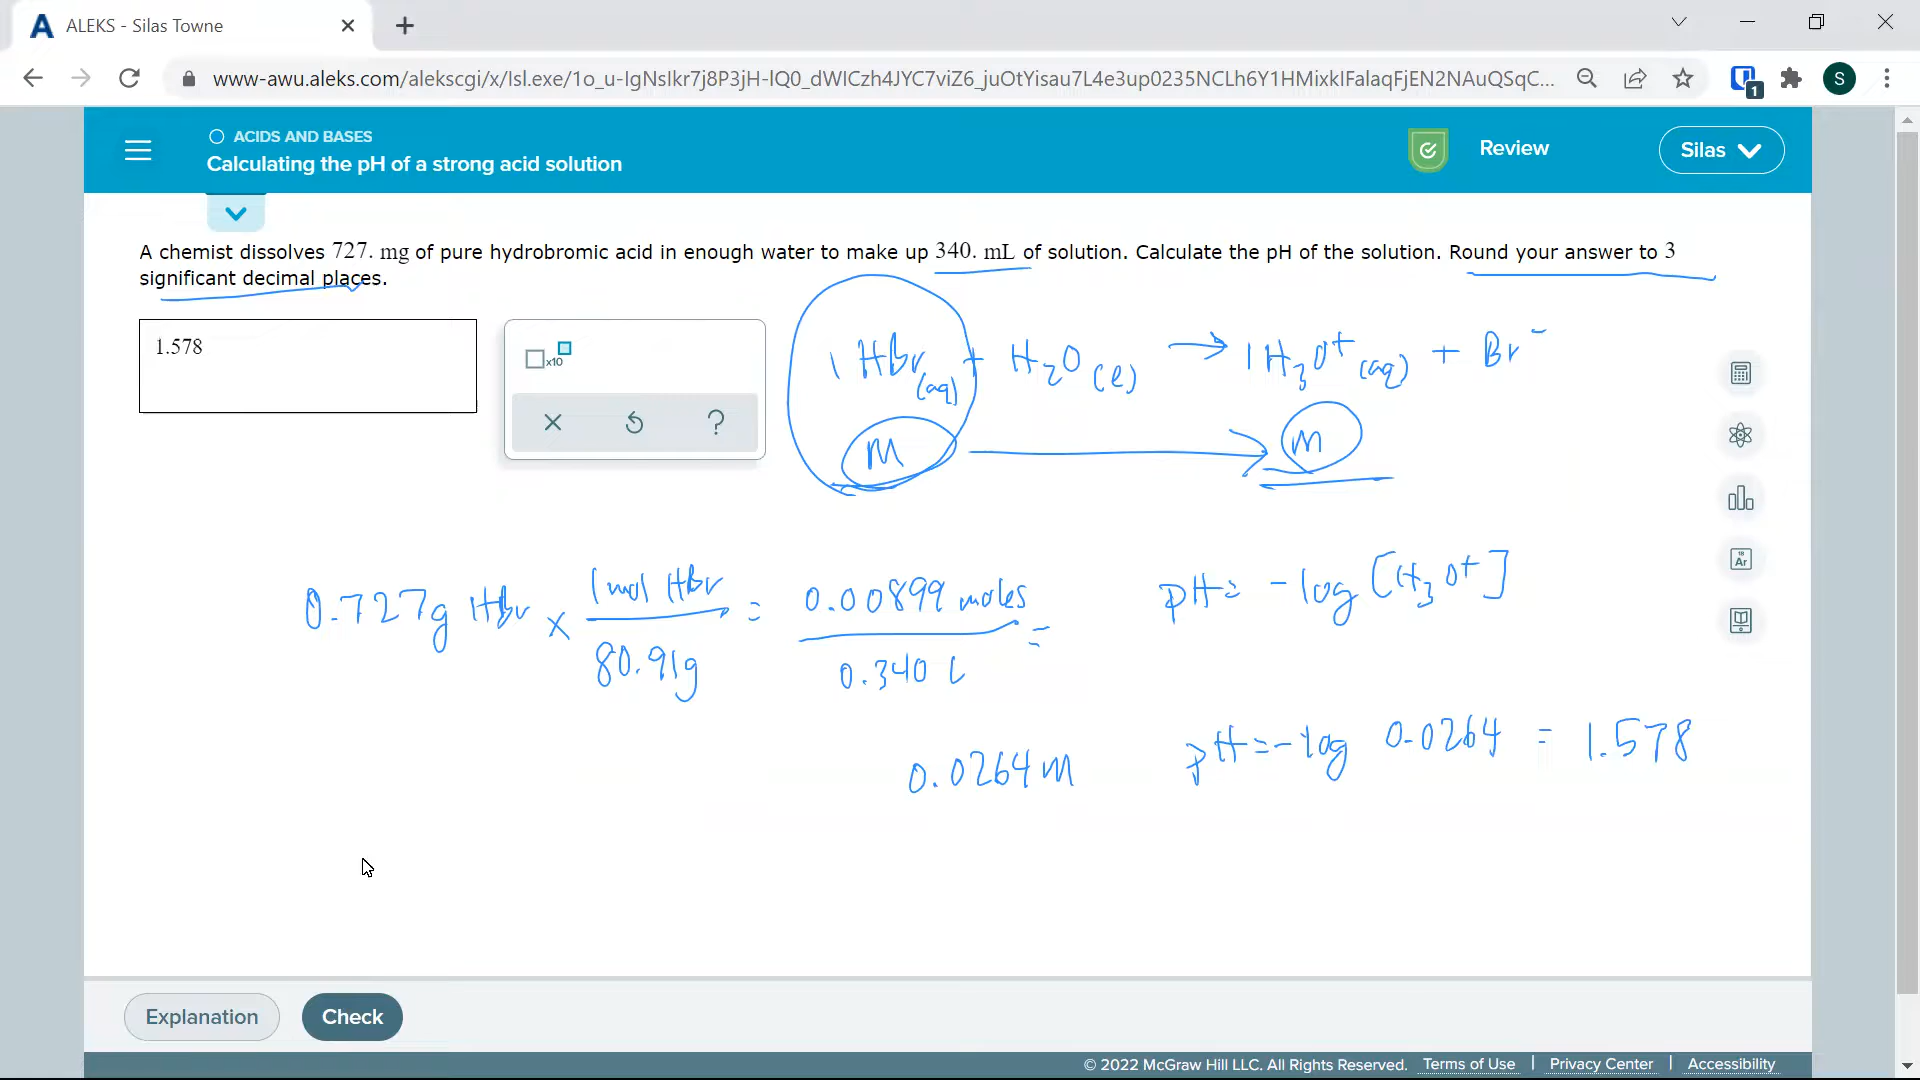 ALEKS - Silas Towne
www-awu.aleks.com/alekscgi/x/Isl.exe/1o_u-IgNsIkr7j8P3jH-lQ0_dWICzh4JYC7viZ6_juOtYisau7L4e3up0235NCLh6Y1HMixkIFalaqFjEN2NAuQSqC...
1
S
ACIDS AND BASES
Calculating the pH of a strong acid solution
Review
Silas
A chemist dissolves 727. mg of pure hydrobromic acid in enough water to make up 340. mL of solution. Calculate the pH of the solution. Round your answer to 3
significant decimal places.
1.578
x10
?
1 HBr(aq) + H2O(l) → 1 H3O+(aq) + Br-
M → M
0.727g HBr x 1 mol HBr / 80.91g = 0.00899 moles / 0.340 L =
pH = -log [H3O+]
0.0264 M
pH = -log 0.0264 = 1.578
18
Ar
Explanation
Check
© 2022 McGraw Hill LLC. All Rights Reserved. Terms of Use | Privacy Center | Accessibility